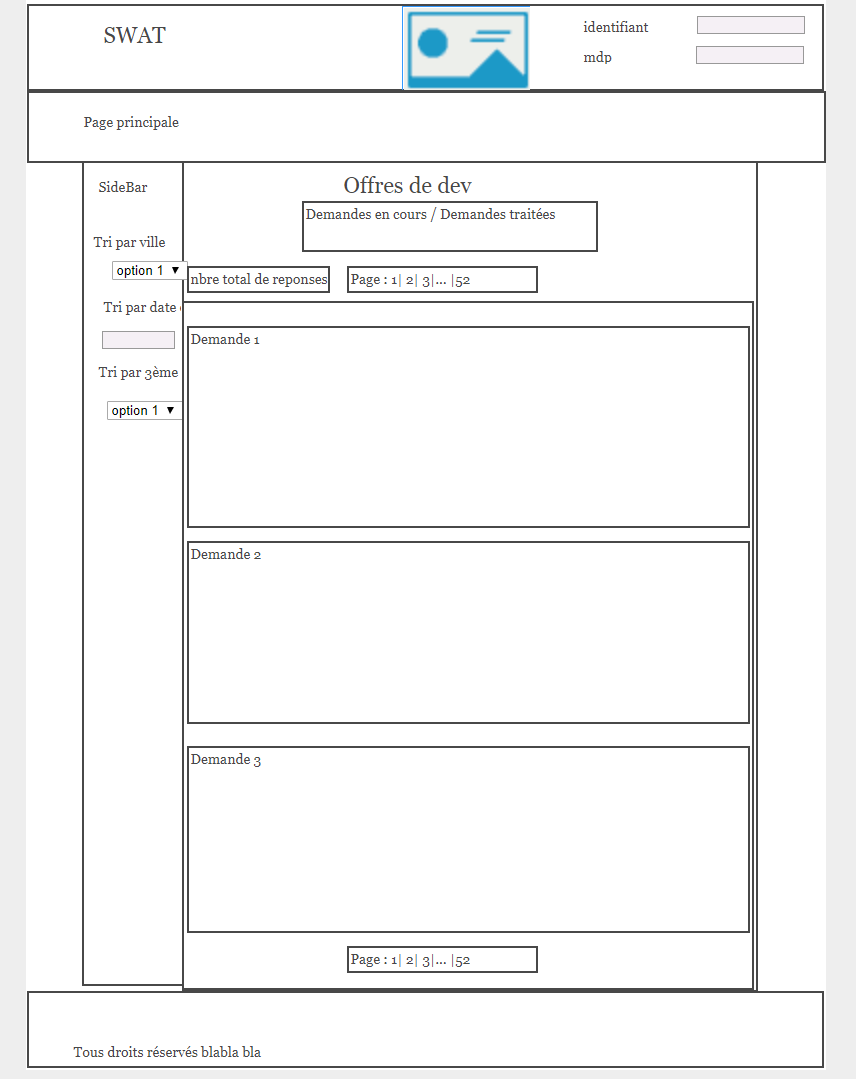 SWAT
identifiant
mdp
Page principale
SideBar
Offres de dev
Demandes en cours / Demandes traitées
Tri par ville
option 1
nbre total de reponses
Page : 1| 2| 3|... |52
Tri par date
Demande 1
Tri par 3ème
option 1
Demande 2
Demande 3
Page : 1| 2| 3|... |52
Tous droits réservés blabla bla